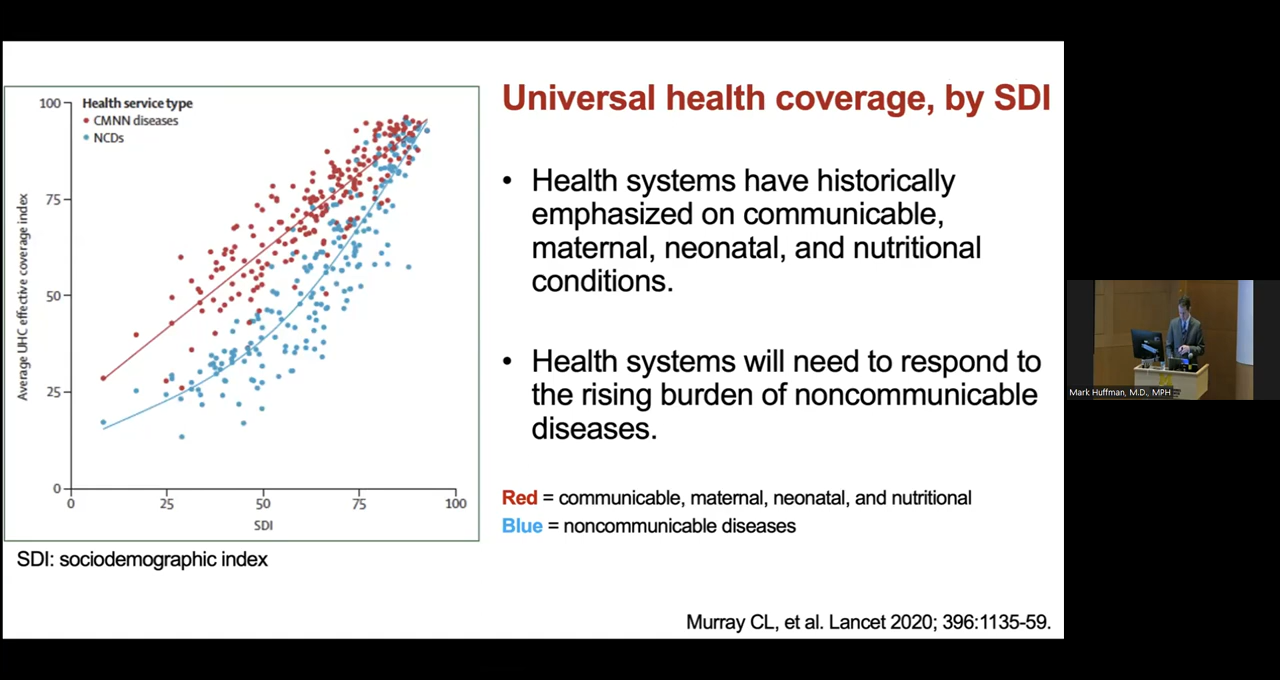 Universal health coverage, by SDI
Health service type
CMNN diseases
NCDs
100
75
50
25
0
Average UHC effective coverage index
0 25 50 75 100
SDI
SDI: sociodemographic index
• Health systems have historically
emphasized on communicable,
maternal, neonatal, and nutritional
conditions.
• Health systems will need to respond to
the rising burden of noncommunicable
diseases.
Red = communicable, maternal, neonatal, and nutritional
Blue = noncommunicable diseases
Murray CL, et al. Lancet 2020; 396:1135-59.
Mark Huffman, M.D., MPH